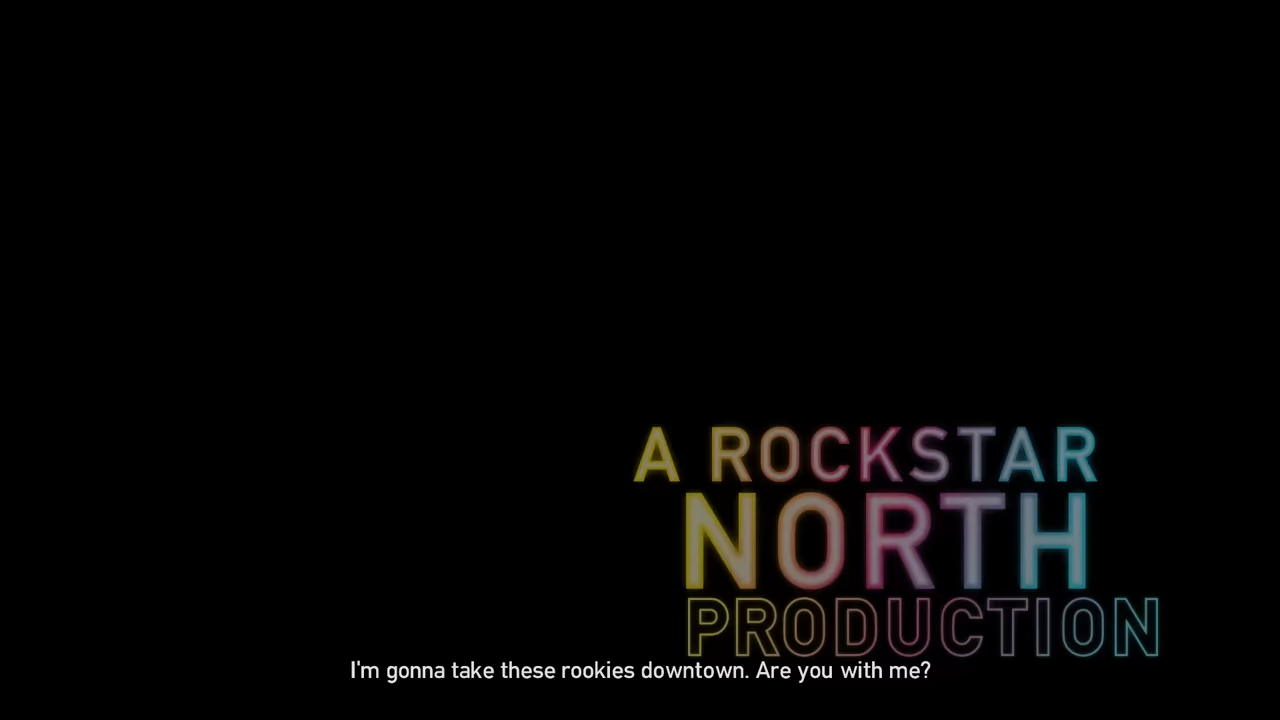 A ROCKSTAR
NORTH
PRODUCTION
I'm gonna take these rookies downtown. Are you with me?